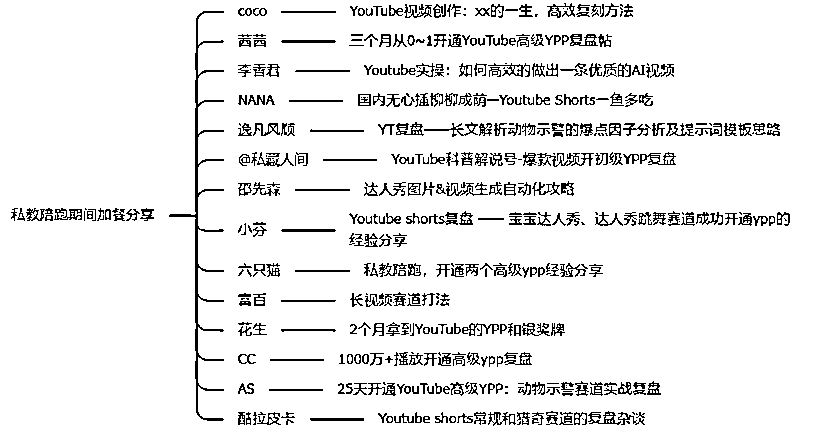 私教陪跑期间加餐分享
coco YouTube视频创作：xx的一生，高效复刻方法
茜茜 三个月从0~1开通YouTube高级YPP复盘帖
李香君 Youtube实操：如何高效的做出一条优质的AI视频
NANA 国内无心插柳柳成荫—Youtube Shorts一鱼多吃
逸凡风顺 YT复盘——长文解析动物示警的爆点因子分析及提示词模板思路
@私藏人间 YouTube科普解说号-爆款视频开初级YPP复盘
邵先森 达人秀图片&视频生成自动化攻略
小芬 Youtube shorts复盘 —— 宝宝达人秀、达人秀跳舞赛道成功开通ypp的
经验分享
六只猫 私教陪跑，开通两个高级ypp经验分享
富百 长视频赛道打法
花生 2个月拿到YouTube的YPP和银奖牌
CC 1000万+播放开通高级ypp复盘
AS 25天开通YouTube高级YPP：动物示警赛道实战复盘
酷拉皮卡 Youtube shorts常规和猎奇赛道的复盘杂谈